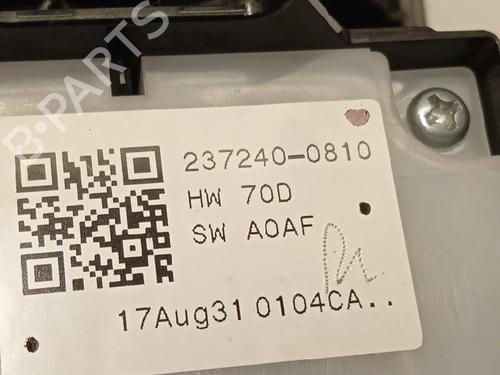 B-PARTS
237240-0810
HW 70D
SW A0AF
17Aug31 0104CA..